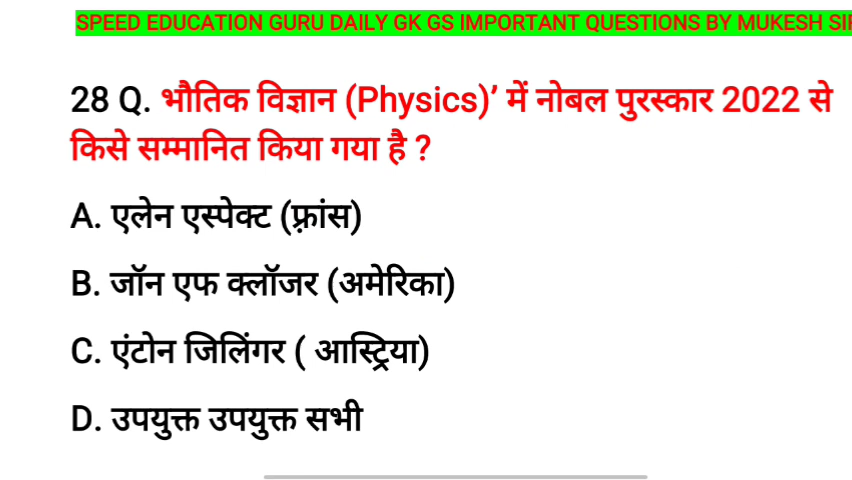 SPEED EDUCATION GURU DAILY GK GS IMPORTANT QUESTIONS BY MUKESH SIR
28 Q. भौतिक विज्ञान (Physics)’ में नोबल पुरस्कार 2022 से
किसे सम्मानित किया गया है ?
A. एलेन एस्पेक्ट (फ़्रांस)
B. जॉन एफ क्लॉजर (अमेरिका)
C. एंटोन जिलिंगर ( आस्ट्रिया)
D. उपयुक्त उपयुक्त सभी